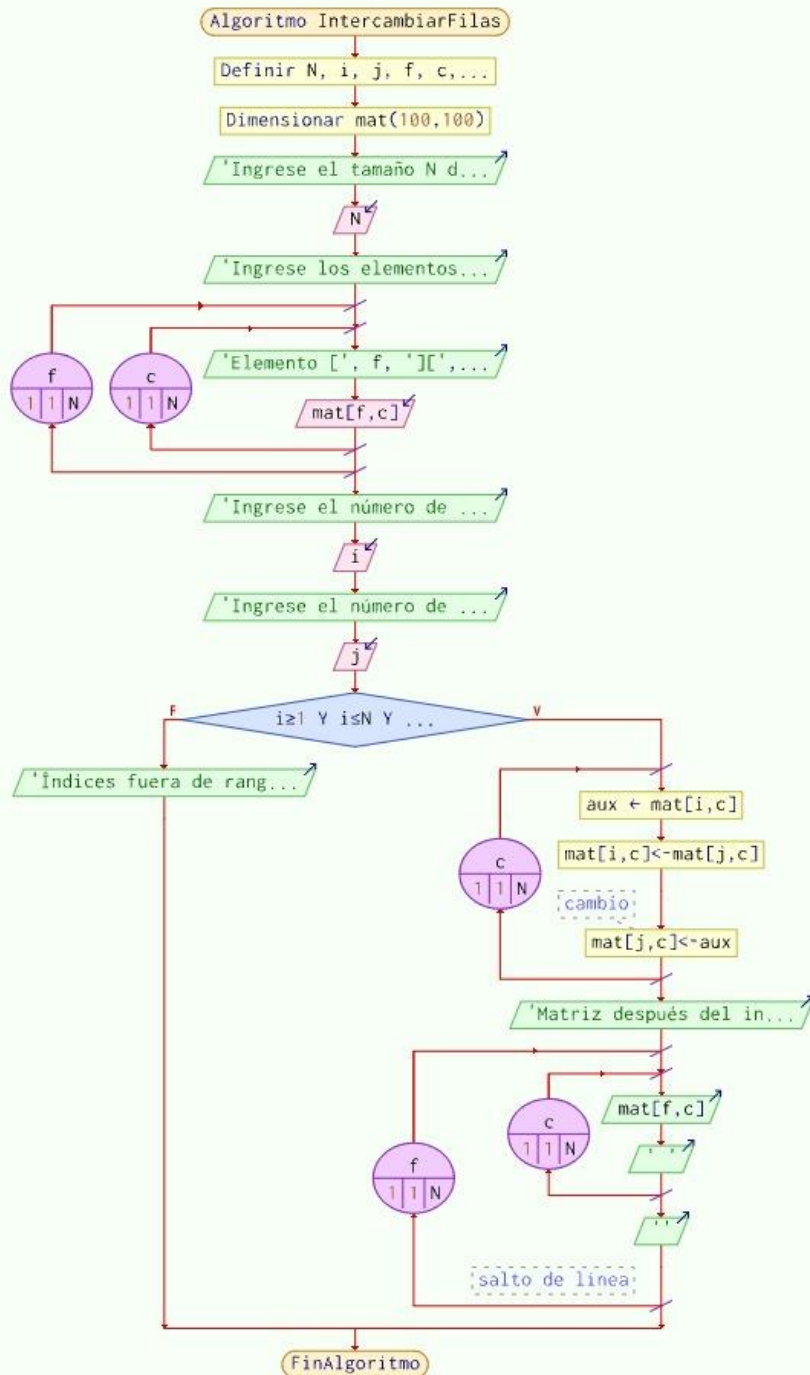 Algoritmo IntercambiarFilas
Definir N, i, j, f, c,...
Dimensionar mat(100,100)
'Ingrese el tamaño N d...
N
'Ingrese los elementos...
f
1 1 N
c
1 1 N
'Elemento [', f, '][',...
mat[f,c]
'Ingrese el número de ...
i
'Ingrese el número de ...
j
F
i≥1 Y i≤N Y ...
V
'Índices fuera de rang...
c
1 1 N
aux ← mat[i,c]
mat[i,c]<-mat[j,c]
cambio
mat[j,c]<-aux
'Matriz después del in...
f
1 1 N
c
1 1 N
mat[f,c]
' '
''
salto de linea
FinAlgoritmo